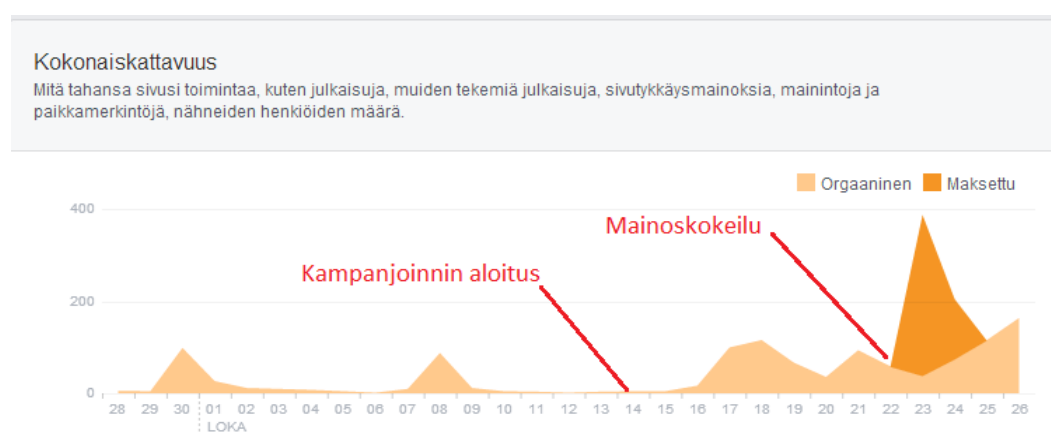 Kokonaiskattavuus
Mitä tahansa sivusi toimintaa, kuten julkaisuja, muiden tekemiä julkaisuja, sivutykkäysmainoksia, mainintoja ja
paikkamerkintöjä, nähneiden henkiöiden määrä.
Orgaaninen Maksettu
400
Mainoskokeilu
Kampanjoinnin aloitus
200
0
28 29 30 01 02 03 04 05 06 07 08 09 10 11 12 13 14 15 16 17 18 19 20 21 22 23 24 25 26
LOKA